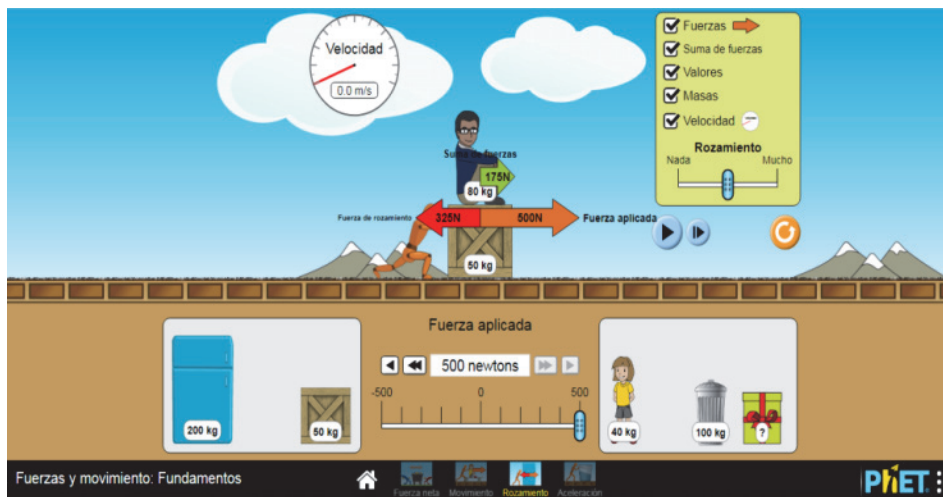 Velocidad
0.0 m/s
Fuerzas
Suma de fuerzas
Valores
Masas
Velocidad
Rozamiento
Nada
Mucho
Suma de fuerzas
175N
80 kg
Fuerza de rozamiento
325N
500N
Fuerza aplicada
50 kg
Fuerza aplicada
500 newtons
-500
0
500
200 kg
50 kg
40 kg
100 kg
?
Fuerzas y movimiento: Fundamentos
Fuerza neta
Movimiento
Rozamiento
Aceleración
PhET